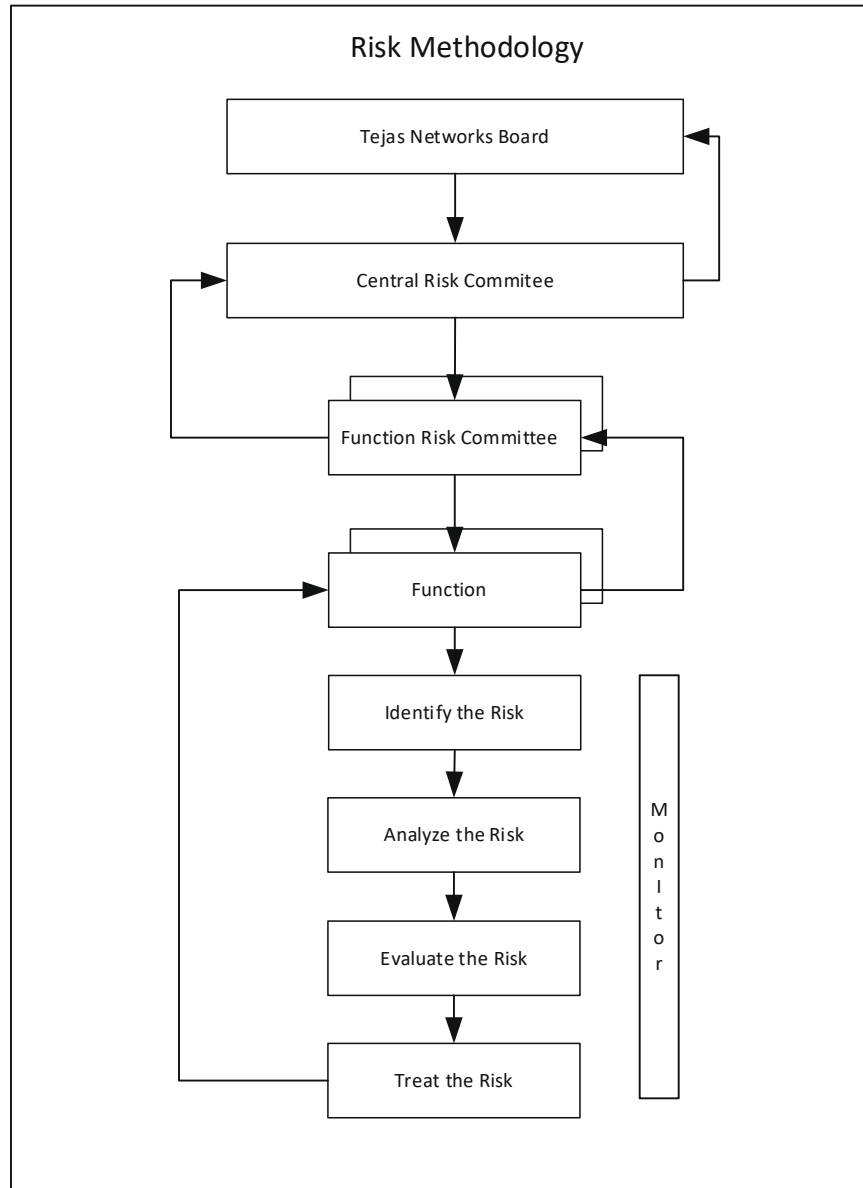 Risk Methodology
Tejas Networks Board
Central Risk Commitee
Function Risk Committee
Function
Identify the Risk
Analyze the Risk
Evaluate the Risk
Treat the Risk
M
o
n
I
t
o
r